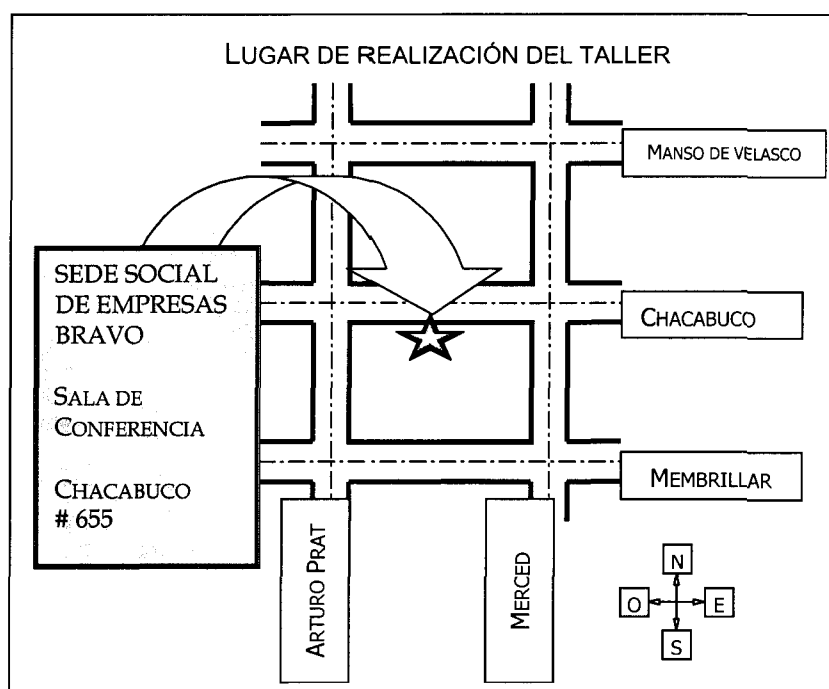 LUGAR DE REALIZACIÓN DEL TALLER
MANSO DE VELASCO
SEDE SOCIAL
DE EMPRESAS
BRAVO
SALA DE
CONFERENCIA
CHACABUCO
# 655
CHACABUCO
MEMBRILLAR
ARTURO PRAT
MERCED
N
O
E
S